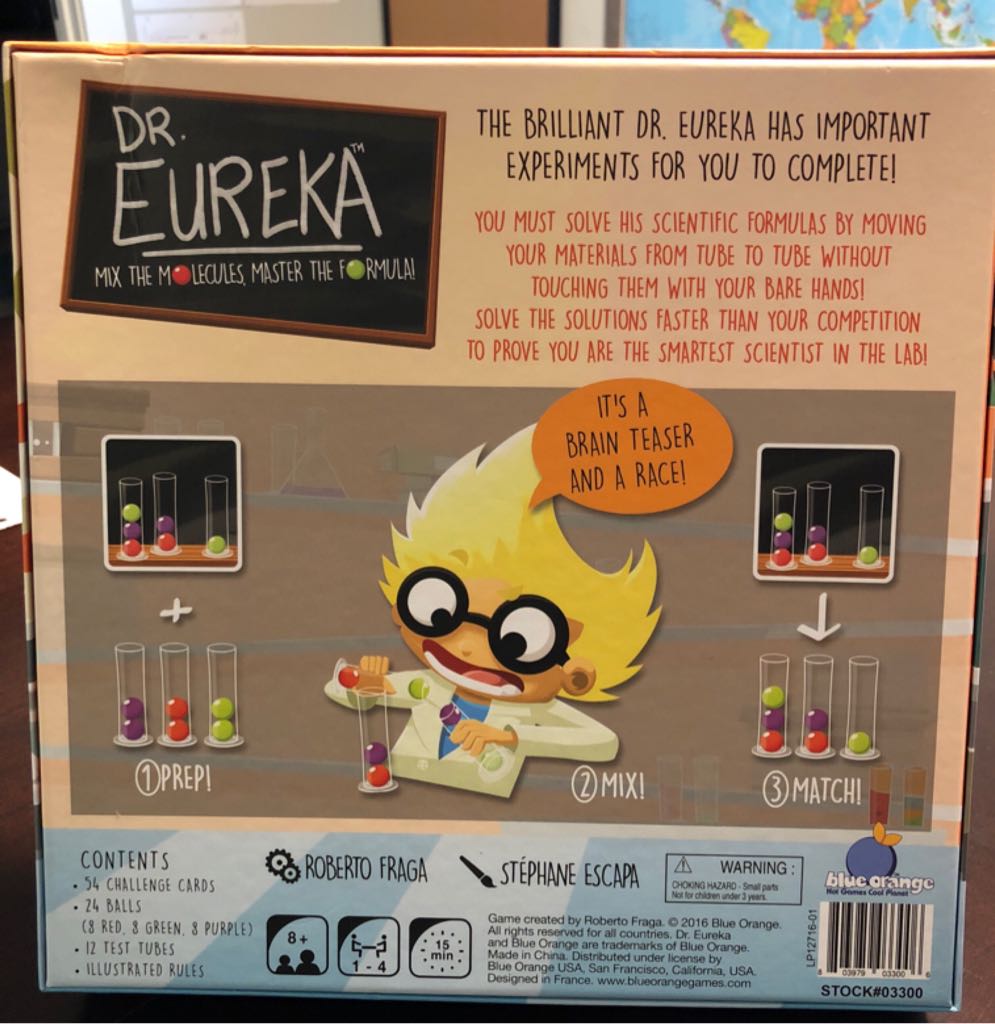 DR.
EUREKA™
MIX THE MOLECULES, MASTER THE FORMULA!
THE BRILLIANT DR. EUREKA HAS IMPORTANT
EXPERIMENTS FOR YOU TO COMPLETE!
YOU MUST SOLVE HIS SCIENTIFIC FORMULAS BY MOVING
YOUR MATERIALS FROM TUBE TO TUBE WITHOUT
TOUCHING THEM WITH YOUR BARE HANDS!
SOLVE THE SOLUTIONS FASTER THAN YOUR COMPETITION
TO PROVE YOU ARE THE SMARTEST SCIENTIST IN THE LAB!
IT'S A
BRAIN TEASER
AND A RACE!
① PREP!
② MIX!
③ MATCH!
CONTENTS
• 54 CHALLENGE CARDS
• 24 BALLS
(8 RED, 8 GREEN, 8 PURPLE)
• 12 TEST TUBES
• ILLUSTRATED RULES
ROBERTO FRAGA
STÉPHANE ESCAPA
8+
1 - 4
15
min
⚠ WARNING :
CHOKING HAZARD - Small parts
Not for children under 3 years.
Game created by Roberto Fraga. © 2016 Blue Orange.
All rights reserved for all countries. Dr. Eureka
and Blue Orange are trademarks of Blue Orange.
Made in China. Distributed under license by
Blue Orange USA, San Francisco, California, USA.
Designed in France. www.blueorangegames.com
blue orange
Hot Games Cool Planet
LP12716-01
8 03979 03300 6
STOCK#03300